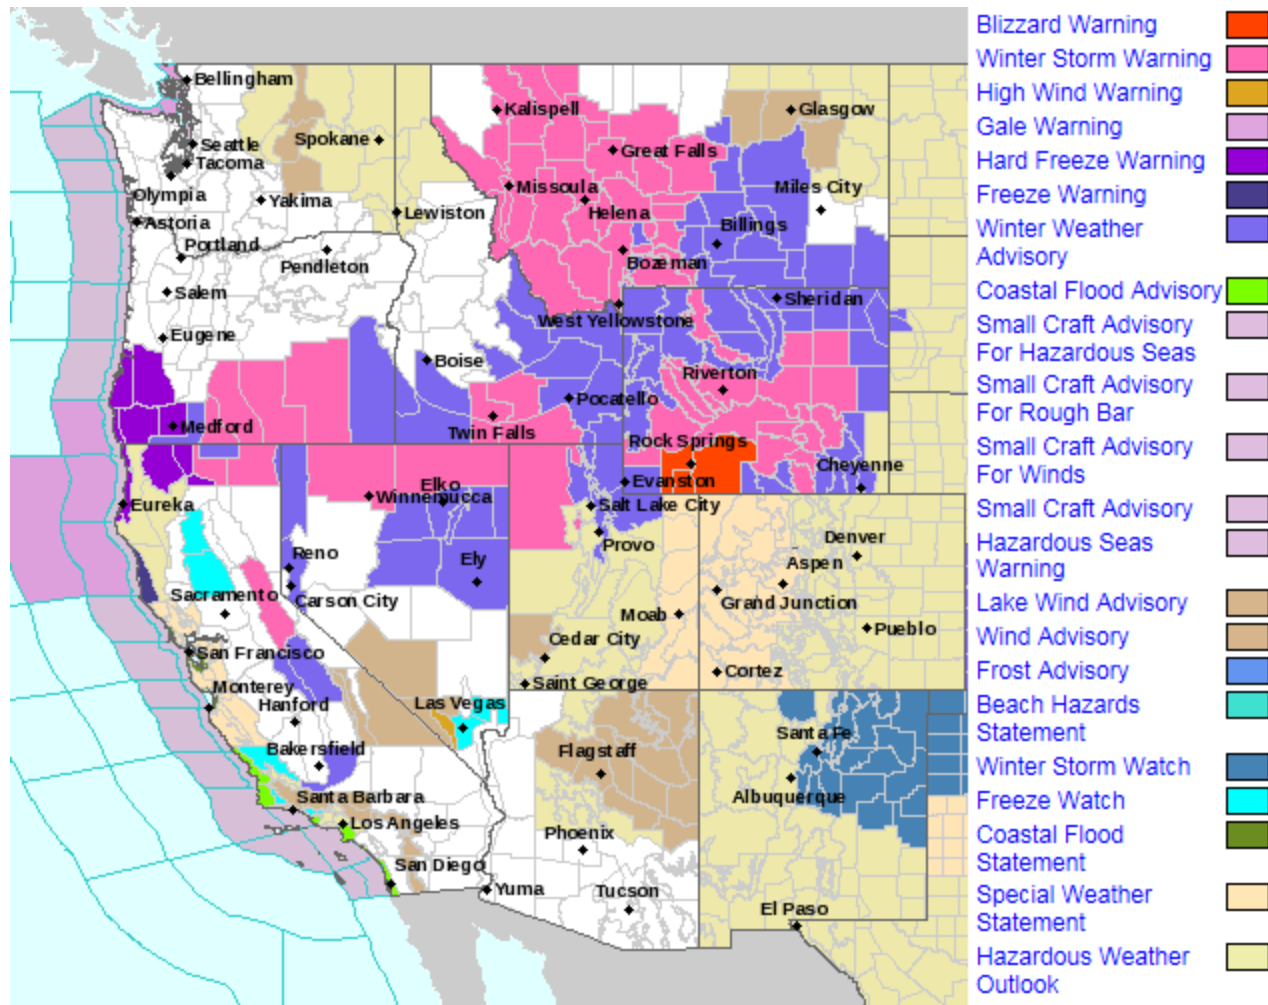 Bellingham
Seattle
Tacoma
Olympia
Spokane
Yakima
Astoria
Portland
Pendleton
Lewiston
Salem
Eugene
Medford
Kalispell
Great Falls
Missoula
Helena
Bozeman
Glasgow
Miles City
Billings
West Yellowstone
Sheridan
Boise
Pocatello
Twin Falls
Riverton
Rock Springs
Cheyenne
Evanston
Eureka
Elko
Winnemucca
Salt Lake City
Provo
Reno
Ely
Carson City
Sacramento
San Francisco
Monterey
Hanford
Bakersfield
Las Vegas
Moab
Cedar City
Saint George
Denver
Aspen
Grand Junction
Pueblo
Cortez
Santa Barbara
Los Angeles
San Diego
Yuma
Flagstaff
Phoenix
Tucson
Santa Fe
Albuquerque
El Paso
Blizzard Warning
Winter Storm Warning
High Wind Warning
Gale Warning
Hard Freeze Warning
Freeze Warning
Winter Weather
Advisory
Coastal Flood Advisory
Small Craft Advisory
For Hazardous Seas
Small Craft Advisory
For Rough Bar
Small Craft Advisory
For Winds
Small Craft Advisory
Hazardous Seas
Warning
Lake Wind Advisory
Wind Advisory
Frost Advisory
Beach Hazards
Statement
Winter Storm Watch
Freeze Watch
Coastal Flood
Statement
Special Weather
Statement
Hazardous Weather
Outlook